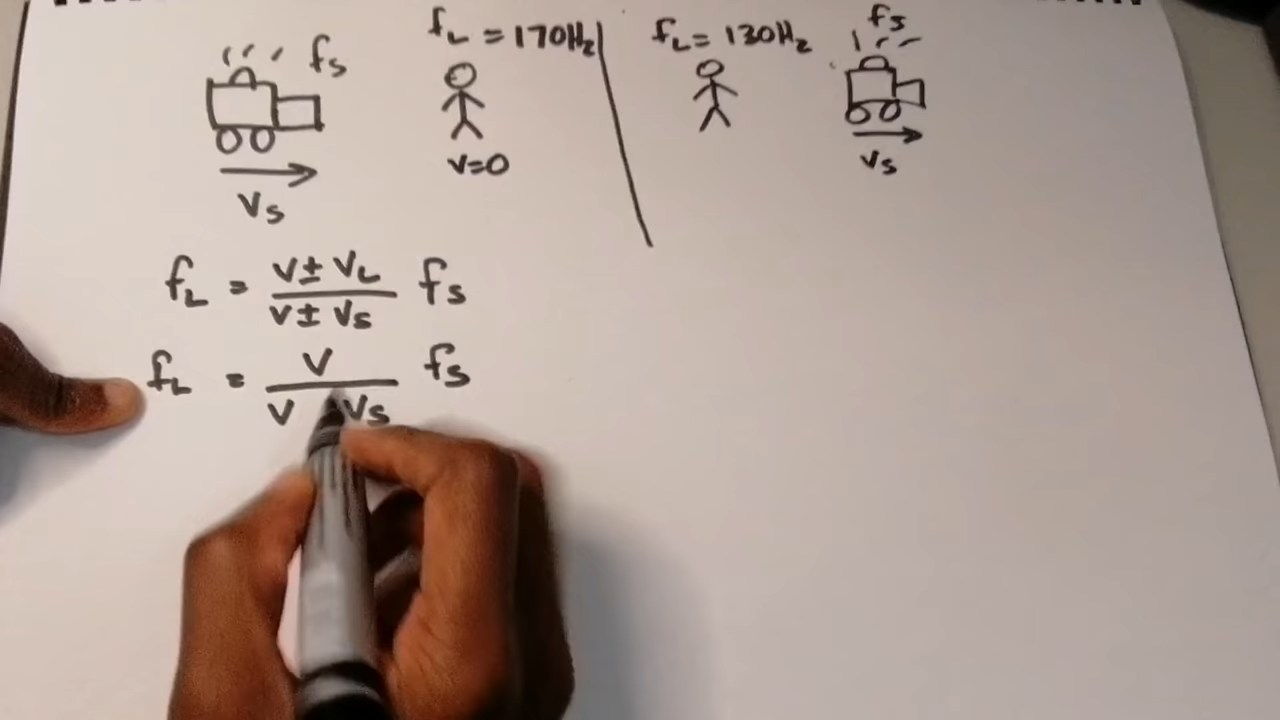 fs fL = 170Hz
v=0
Vs
fL = 130Hz fs
Vs
fL = V± VL / V± Vs fs
fL = V / V Vs fs